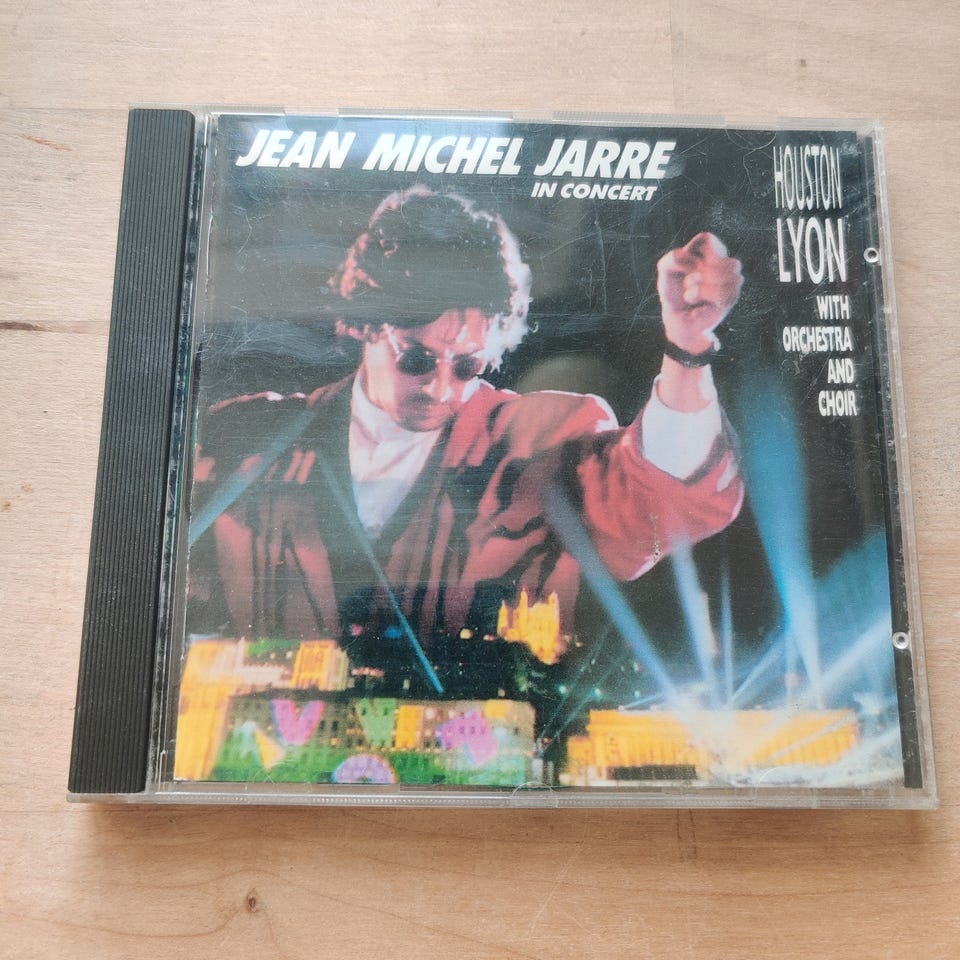 JEAN MICHEL JARRE
IN CONCERT
HOUSTON
LYON
WITH
ORCHESTRA
AND
CHOIR